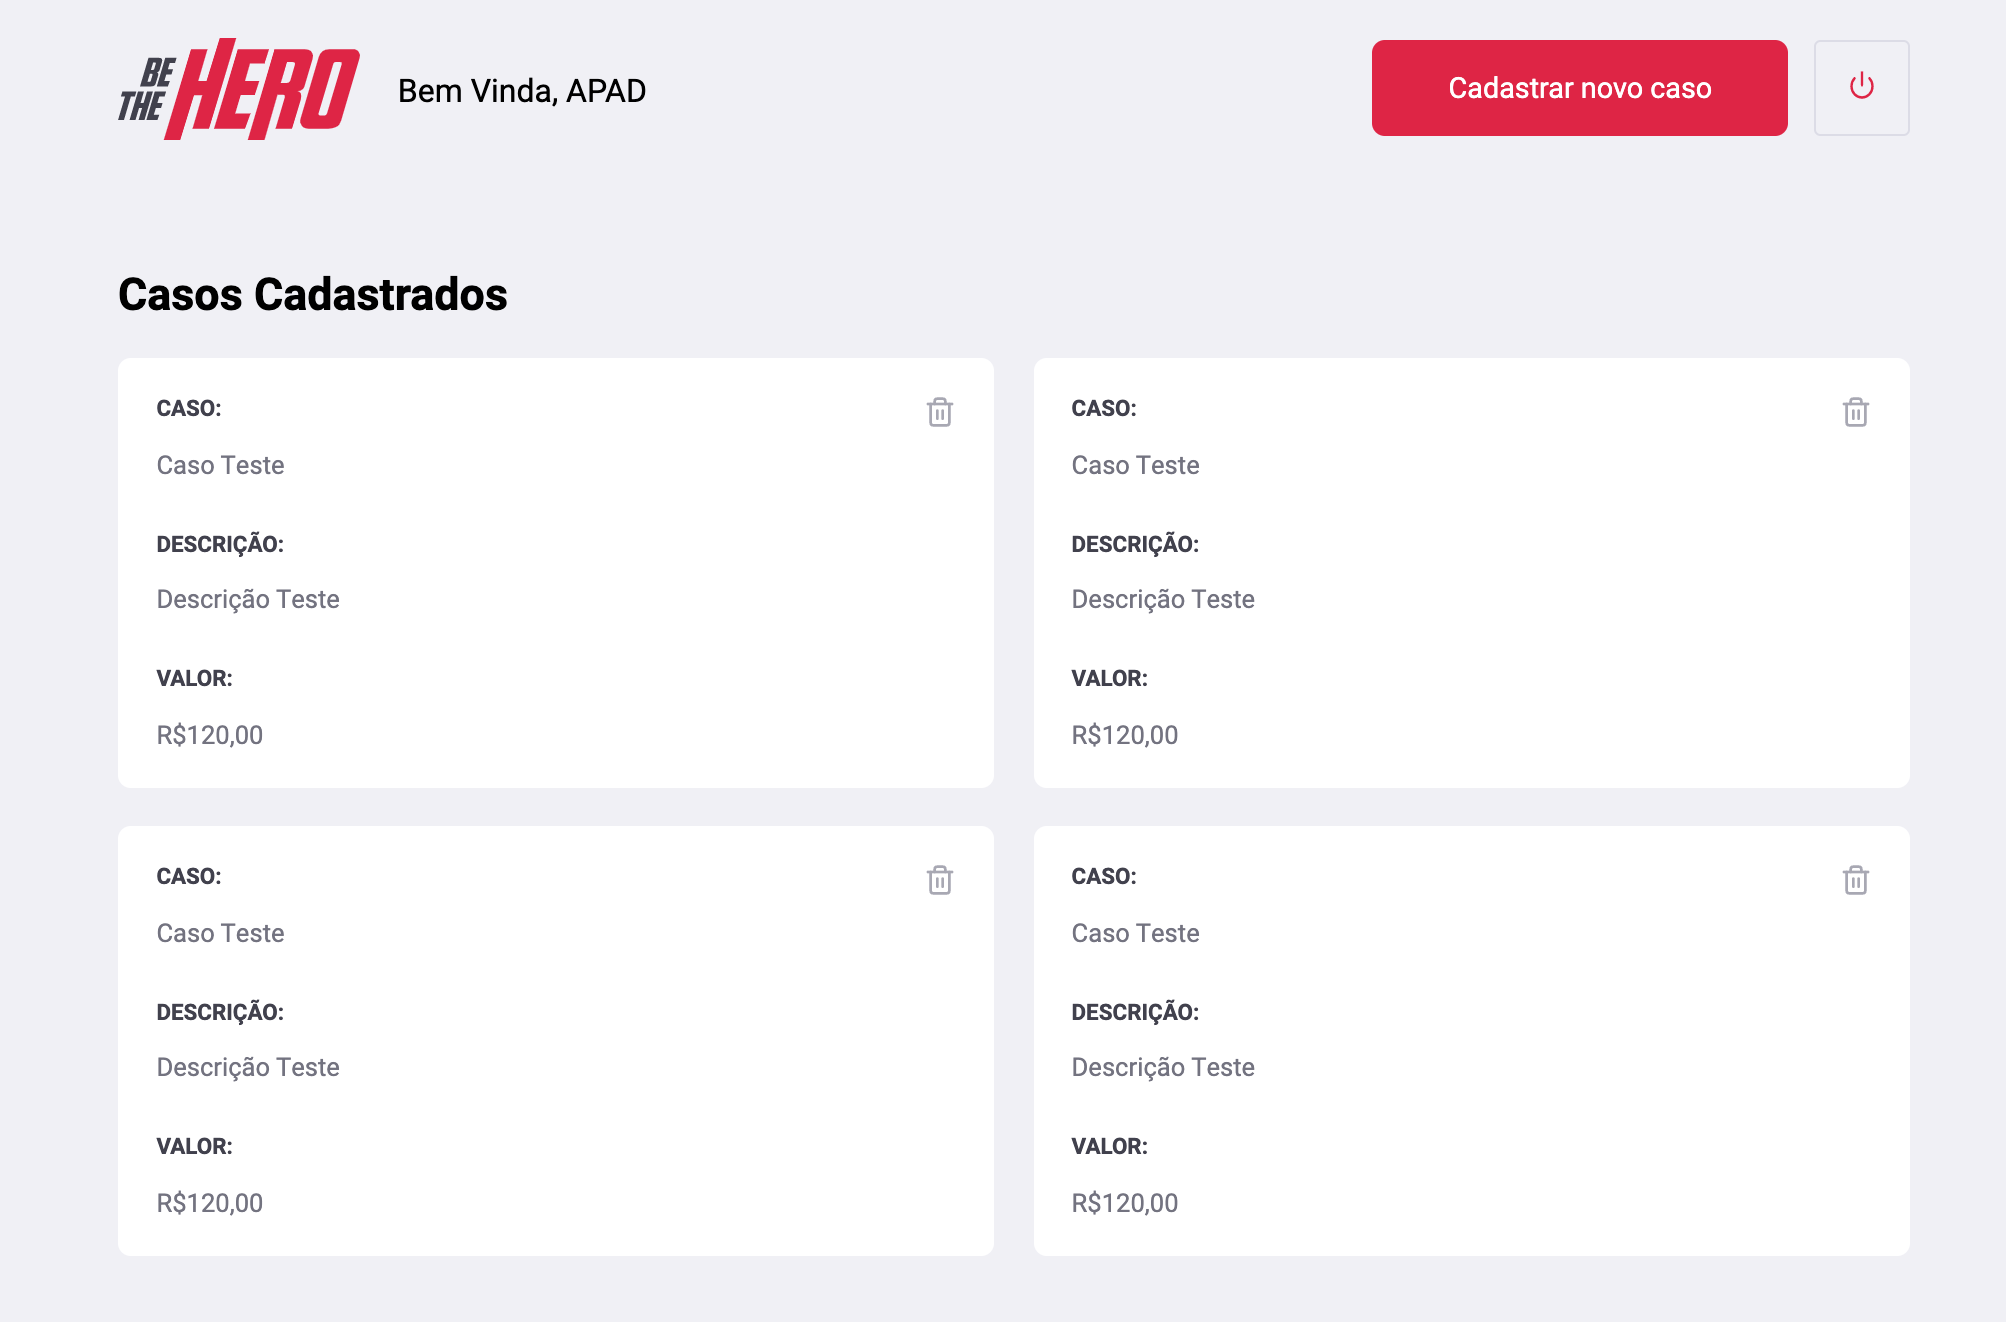 BE THE HERO
Bem Vinda, APAD
Cadastrar novo caso
Casos Cadastrados
CASO:
Caso Teste
DESCRIÇÃO:
Descrição Teste
VALOR:
R$120,00
CASO:
Caso Teste
DESCRIÇÃO:
Descrição Teste
VALOR:
R$120,00
CASO:
Caso Teste
DESCRIÇÃO:
Descrição Teste
VALOR:
R$120,00
CASO:
Caso Teste
DESCRIÇÃO:
Descrição Teste
VALOR:
R$120,00